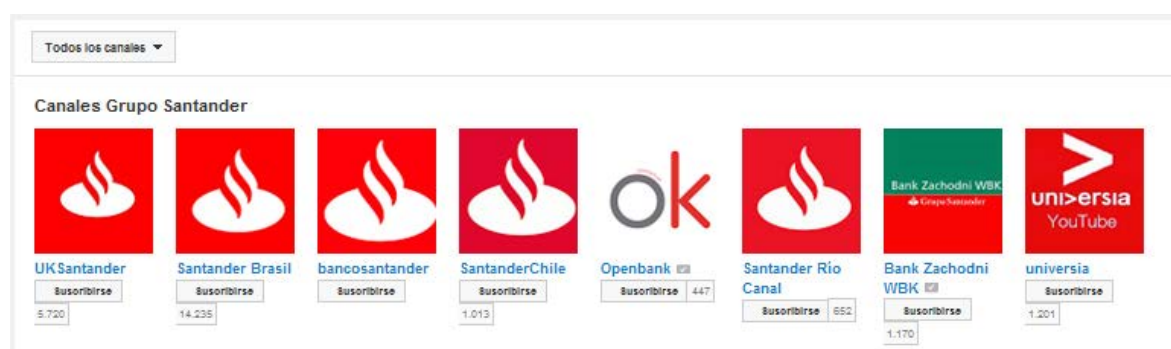 Todos los canales
Canales Grupo Santander
ok
Bank Zachodni WBK
Grupo Santander
uni>ersia
YouTube
UKSantander
Suscribirse
5.720
Santander Brasil
Suscribirse
14.235
bancosantander
Suscribirse
SantanderChile
Suscribirse
1.013
Openbank
Suscribirse 447
Santander Río
Canal
Suscribirse 652
Bank Zachodni
WBK
Suscribirse
1.170
universia
Suscribirse
1.201